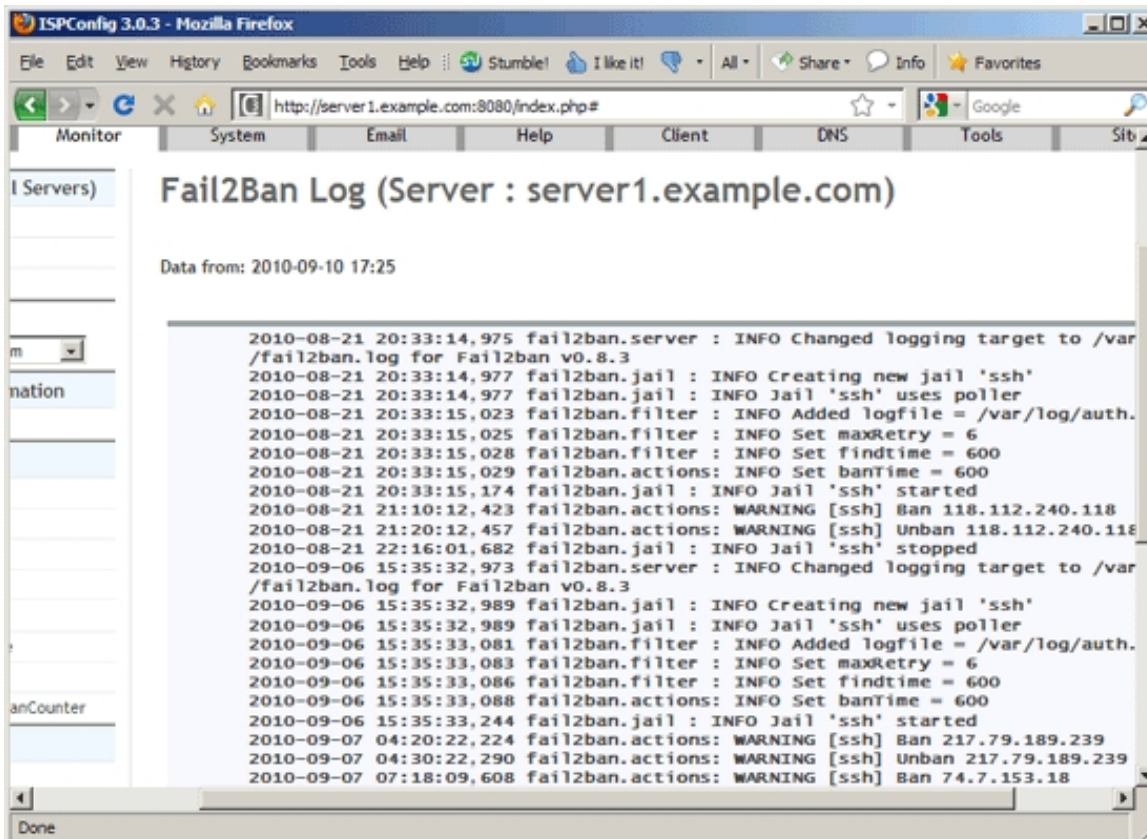 ISPConfig 3.0.3 - Mozilla Firefox
File Edit View History Bookmarks Tools Help Stumble! I like it! All Share Info Favorites
http://server1.example.com:8080/index.php# Google
Monitor System Email Help Client DNS Tools Sit
l Servers)
Fail2Ban Log (Server : server1.example.com)
Data from: 2010-09-10 17:25
m
mation
anCounter
2010-08-21 20:33:14,975 fail2ban.server : INFO Changed logging target to /var
/fail2ban.log for Fail2ban v0.8.3
2010-08-21 20:33:14,977 fail2ban.jail : INFO Creating new jail 'ssh'
2010-08-21 20:33:14,977 fail2ban.jail : INFO Jail 'ssh' uses poller
2010-08-21 20:33:15,023 fail2ban.filter : INFO Added logfile = /var/log/auth.
2010-08-21 20:33:15,025 fail2ban.filter : INFO Set maxRetry = 6
2010-08-21 20:33:15,028 fail2ban.filter : INFO Set findtime = 600
2010-08-21 20:33:15,029 fail2ban.actions: INFO Set banTime = 600
2010-08-21 20:33:15,174 fail2ban.jail : INFO Jail 'ssh' started
2010-08-21 21:10:12,423 fail2ban.actions: WARNING [ssh] Ban 118.112.240.118
2010-08-21 21:20:12,457 fail2ban.actions: WARNING [ssh] Unban 118.112.240.118
2010-08-21 22:16:01,682 fail2ban.jail : INFO Jail 'ssh' stopped
2010-09-06 15:35:32,973 fail2ban.server : INFO Changed logging target to /var
/fail2ban.log for Fail2ban v0.8.3
2010-09-06 15:35:32,989 fail2ban.jail : INFO Creating new jail 'ssh'
2010-09-06 15:35:32,989 fail2ban.jail : INFO Jail 'ssh' uses poller
2010-09-06 15:35:33,081 fail2ban.filter : INFO Added logfile = /var/log/auth.
2010-09-06 15:35:33,083 fail2ban.filter : INFO Set maxRetry = 6
2010-09-06 15:35:33,086 fail2ban.filter : INFO Set findtime = 600
2010-09-06 15:35:33,088 fail2ban.actions: INFO Set banTime = 600
2010-09-06 15:35:33,244 fail2ban.jail : INFO Jail 'ssh' started
2010-09-07 04:20:22,224 fail2ban.actions: WARNING [ssh] Ban 217.79.189.239
2010-09-07 04:30:22,290 fail2ban.actions: WARNING [ssh] Unban 217.79.189.239
2010-09-07 07:18:09,608 fail2ban.actions: WARNING [ssh] Ban 74.7.153.18
Done